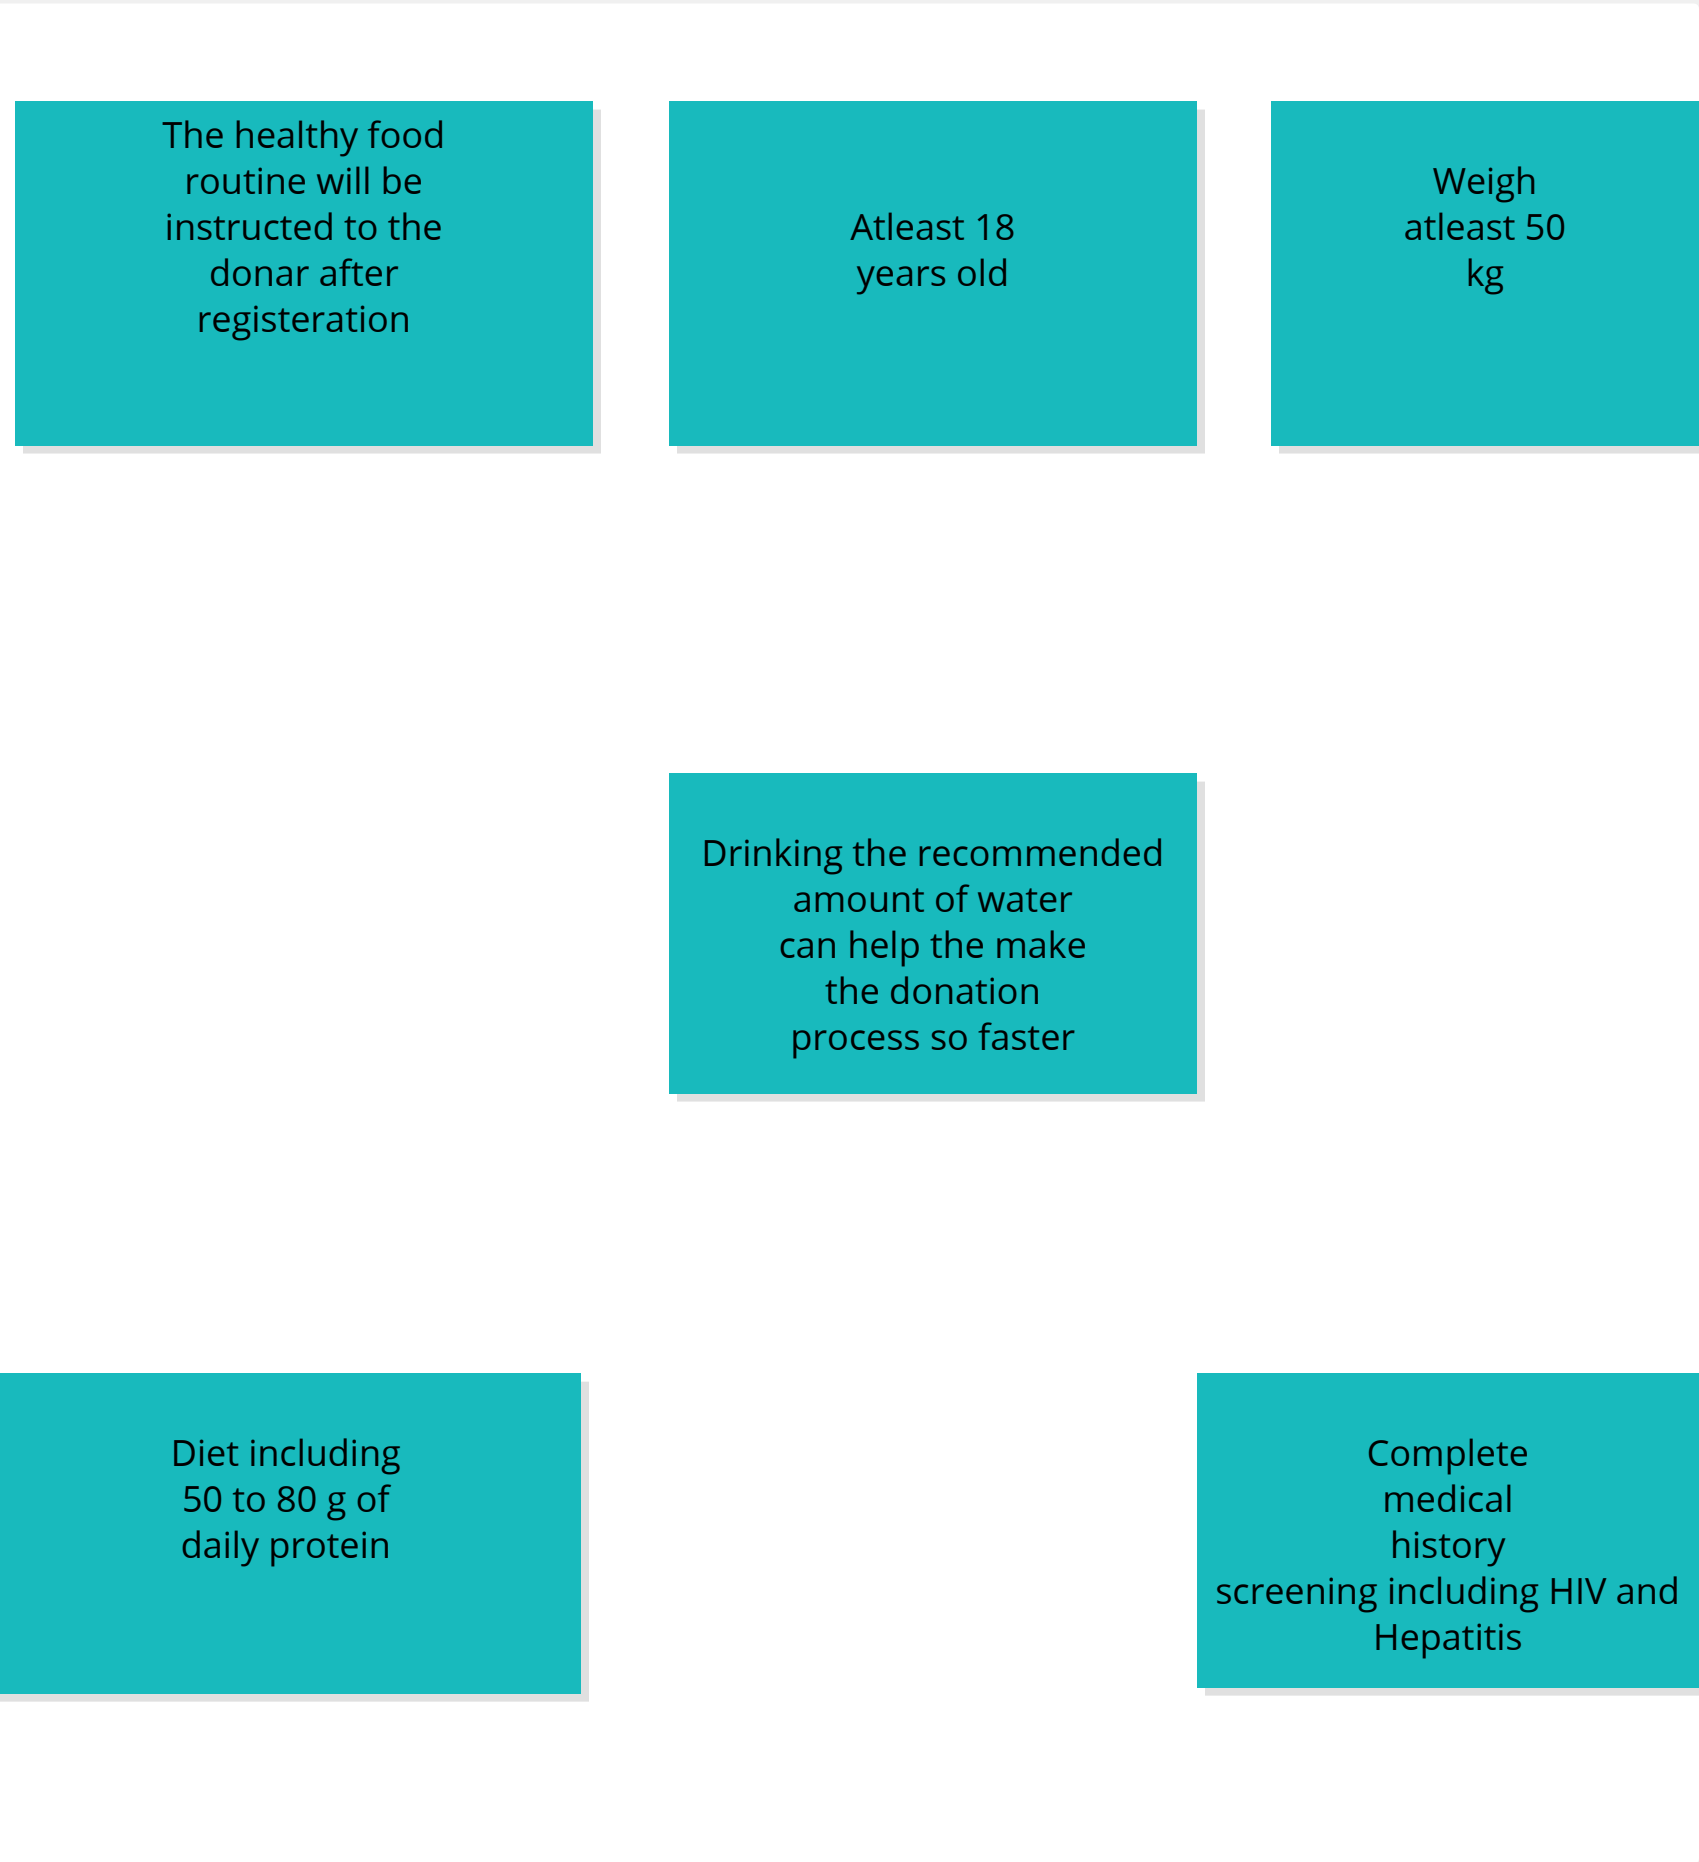 The healthy food
routine will be
instructed to the
donar after
registeration
Atleast 18
years old
Weigh
atleast 50
kg
Drinking the recommended
amount of water
can help the make
the donation
process so faster
Diet including
50 to 80 g of
daily protein
Complete
medical
history
screening including HIV and
Hepatitis